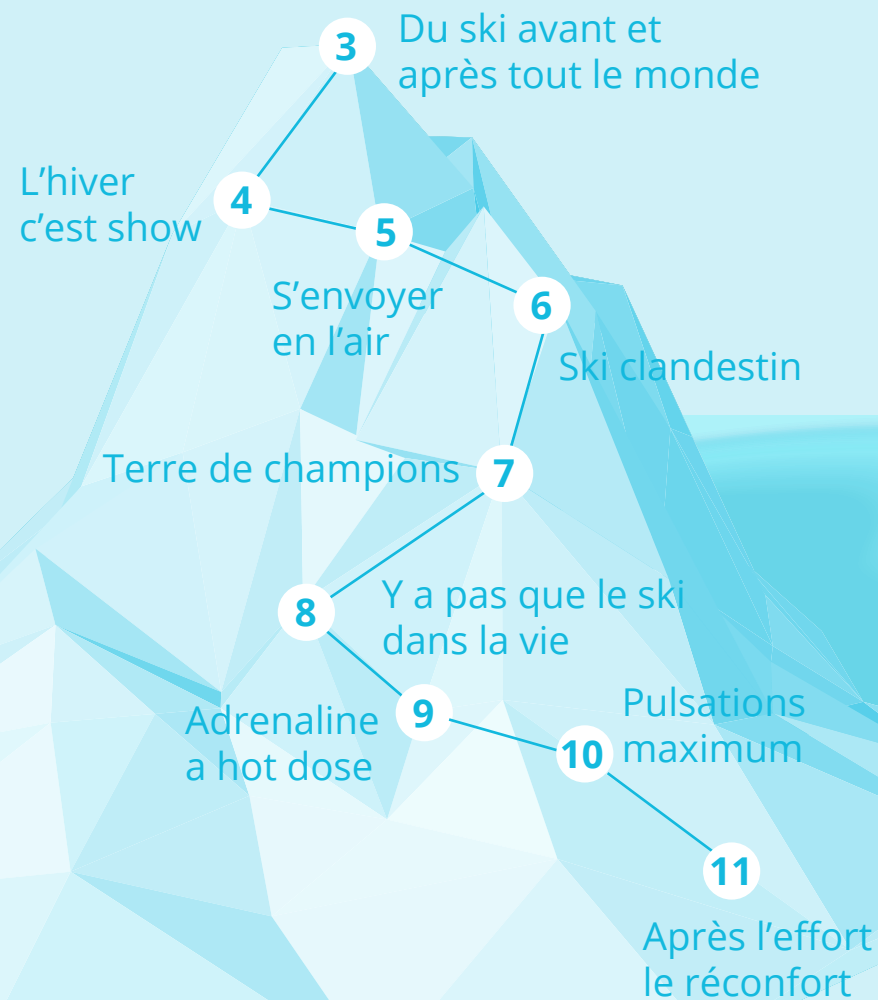 3
Du ski avant et
après tout le monde
L’hiver
c’est show
4
5
S’envoyer
en l’air
6
Ski clandestin
Terre de champions
7
8
Y a pas que le ski
dans la vie
9
Adrenaline
a hot dose
10
Pulsations
maximum
11
Après l’effort
le réconfort